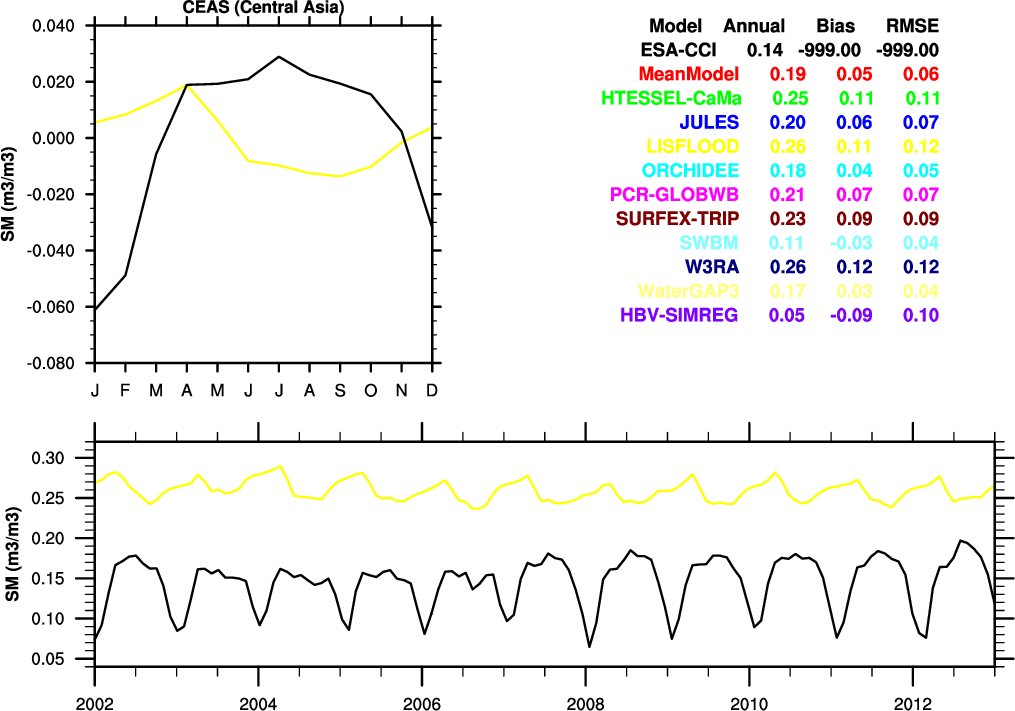 CEAS (Central Asia)
SM (m3/m3)
0.040
0.020
0.000
-0.020
-0.040
-0.060
-0.080
J F M A M J J A S O N D
Model Annual Bias RMSE
ESA-CCI 0.14 -999.00 -999.00
MeanModel 0.19 0.05 0.06
HTESSEL-CaMa 0.25 0.11 0.11
JULES 0.20 0.06 0.07
LISFLOOD 0.26 0.11 0.12
ORCHIDEE 0.18 0.04 0.05
PCR-GLOBWB 0.21 0.07 0.07
SURFEX-TRIP 0.23 0.09 0.09
SWBM 0.11 -0.03 0.04
W3RA 0.26 0.12 0.12
WaterGAP3 0.17 0.03 0.04
HBV-SIMREG 0.05 -0.09 0.10
SM (m3/m3)
0.30
0.25
0.20
0.15
0.10
0.05
2002 2004 2006 2008 2010 2012